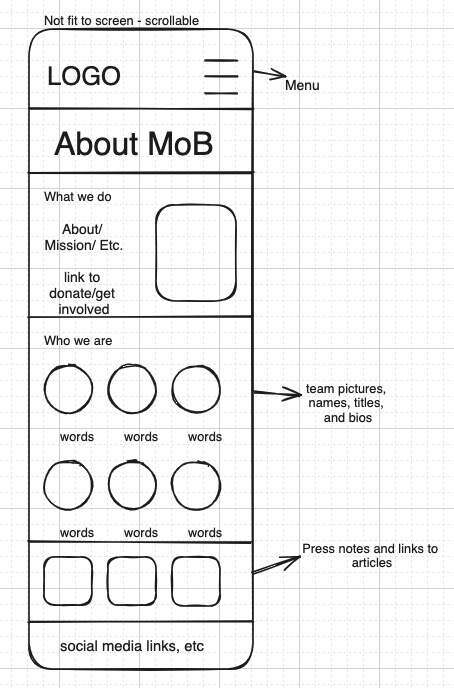 Not fit to screen - scrollable
LOGO
Menu
About MoB
What we do
About/
Mission/ Etc.
link to
donate/get
involved
Who we are
team pictures,
names, titles,
and bios
words words words
words words words
Press notes and links to
articles
social media links, etc